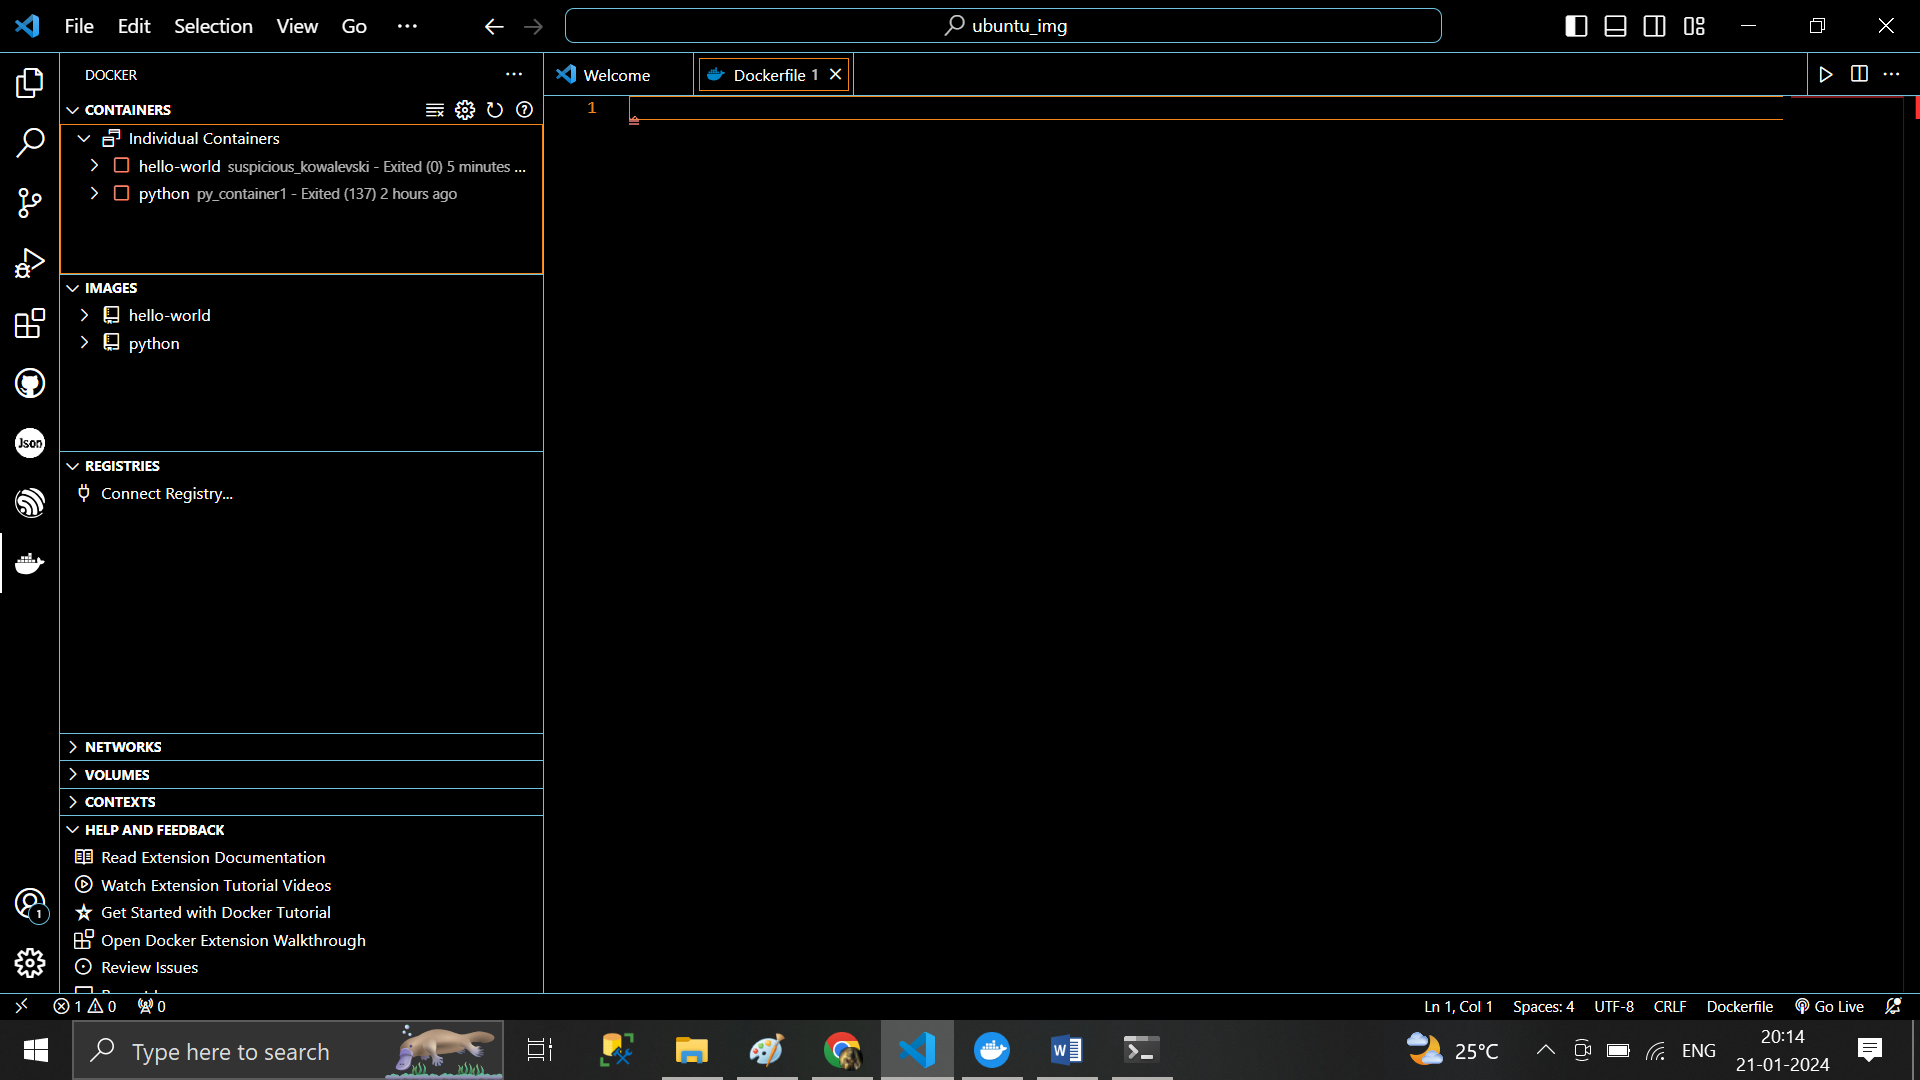 File Edit Selection View Go ···
ubuntu_img
DOCKER
Welcome
Dockerfile 1
1
CONTAINERS
Individual Containers
hello-world suspicious_kowalevski - Exited (0) 5 minutes ...
python py_container1 - Exited (137) 2 hours ago
IMAGES
hello-world
python
REGISTRIES
Connect Registry...
NETWORKS
VOLUMES
CONTEXTS
HELP AND FEEDBACK
Read Extension Documentation
Watch Extension Tutorial Videos
Get Started with Docker Tutorial
Open Docker Extension Walkthrough
Review Issues
Json
1
1 0 0
Ln 1, Col 1 Spaces: 4 UTF-8 CRLF Dockerfile Go Live
Type here to search
25°C
ENG
20:14
21-01-2024